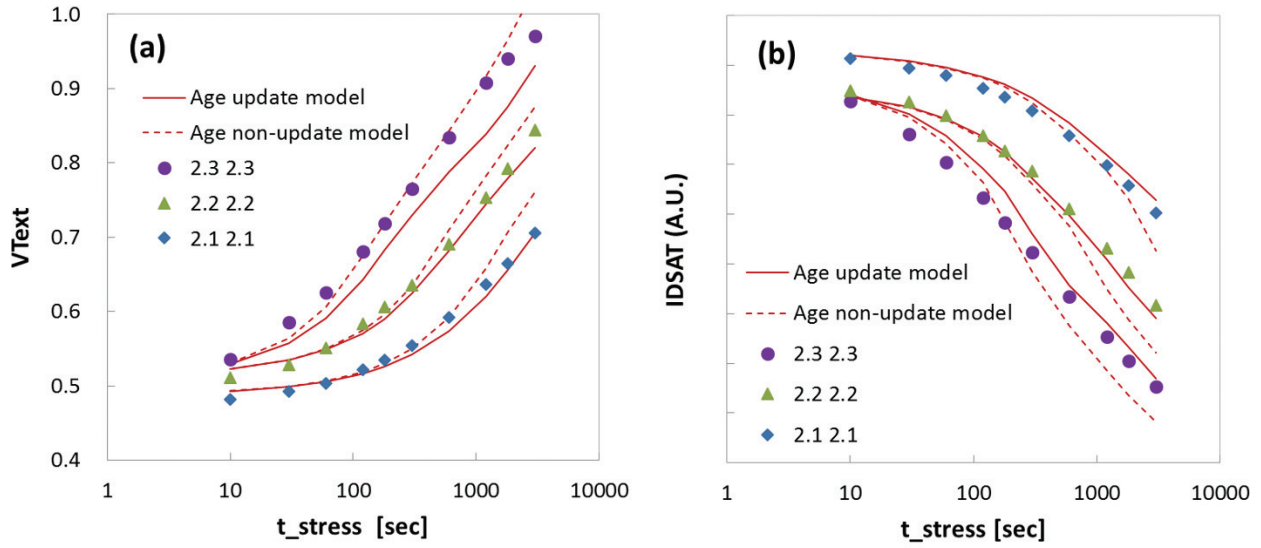 (a)
1.0
0.9
0.8
0.7
0.6
0.5
0.4
VText
Age update model
Age non-update model
2.3 2.3
2.2 2.2
2.1 2.1
1
10
100
1000
10000
t_stress [sec]
(b)
IDSAT (A.U.)
Age update model
Age non-update model
2.3 2.3
2.2 2.2
2.1 2.1
1
10
100
1000
10000
t_stress [sec]